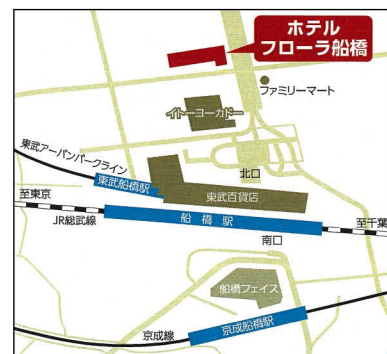 ホテル
フローラ船橋
ファミリーマート
イトーヨーカドー
東武アーバンパークライン
北口
東武船橋駅
東武百貨店
至東京
船橋駅
至千葉
JR総武線
南口
船橋フェイス
京成線
京成船橋駅